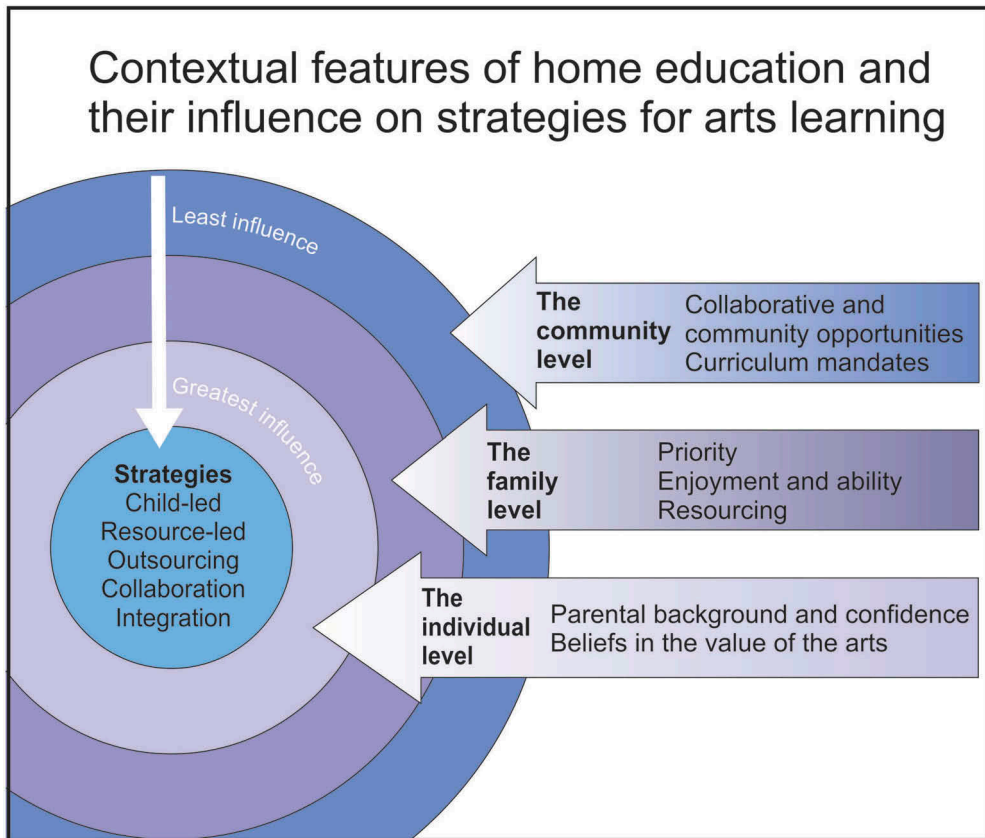 Contextual features of home education and
their influence on strategies for arts learning
Least influence
Greatest influence
Strategies
Child-led
Resource-led
Outsourcing
Collaboration
Integration
The
community
level
Collaborative and
community opportunities
Curriculum mandates
The
family
level
Priority
Enjoyment and ability
Resourcing
The
individual
level
Parental background and confidence
Beliefs in the value of the arts